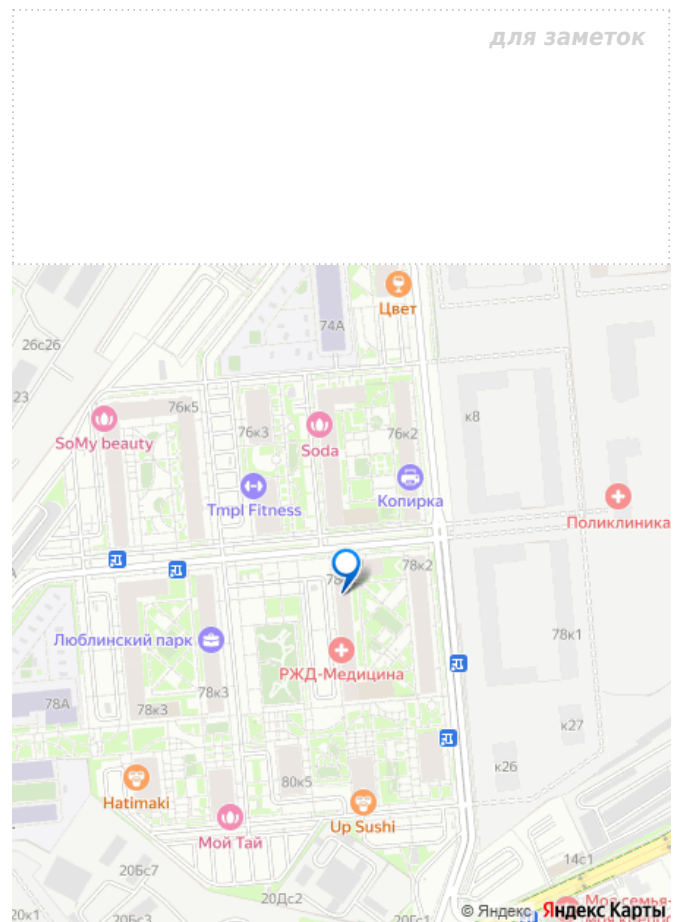 для заметок
Цвет
74А
26с26
23
76к5
к8
SoMy beauty
76к3
76к2
Soda
Tmpl Fitness
Копирка
Поликлиника
78к2
78к1
Люблинский парк
РЖД-Медицина
78А
78к3
78к3
к27
80к5
к26
Hatimaki
Up Sushi
Мой Тай
14с1
20Бс7
20Дс2
20к1
20Бс3
20Гс1
© Яндекс Яндекс Карты